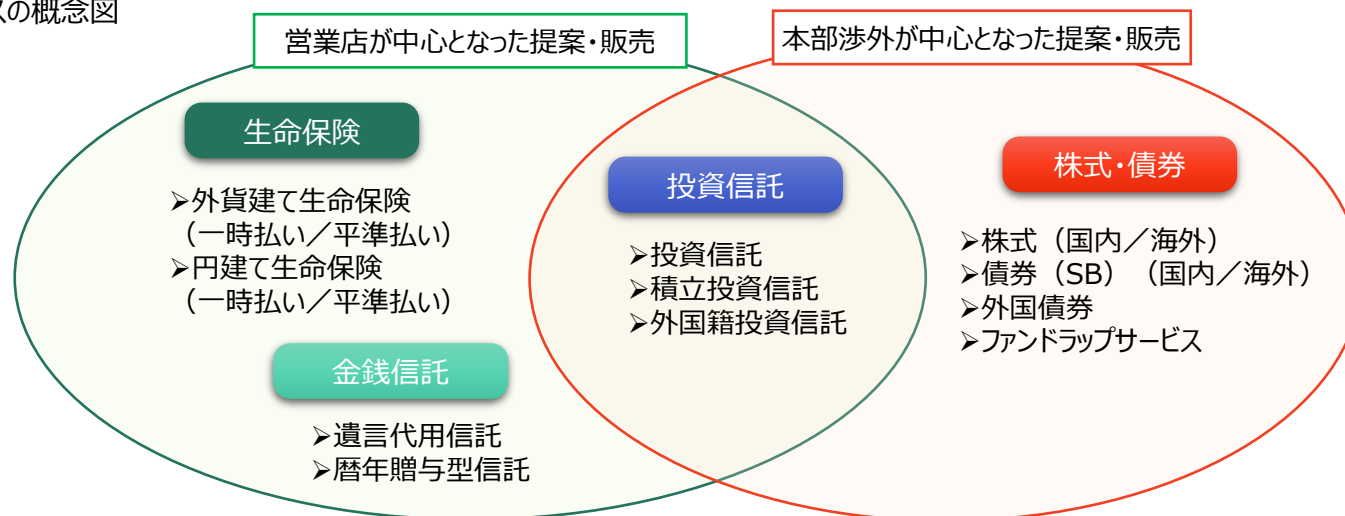 スの概念図
営業店が中心となった提案・販売
本部渉外が中心となった提案・販売
生命保険
➢外貨建て生命保険
（一時払い／平準払い）
➢円建て生命保険
（一時払い／平準払い）
金銭信託
➢遺言代用信託
➢暦年贈与型信託
投資信託
➢投資信託
➢積立投資信託
➢外国籍投資信託
株式・債券
➢株式（国内／海外）
➢債券（SB）（国内／海外）
➢外国債券
➢ファンドラップサービス